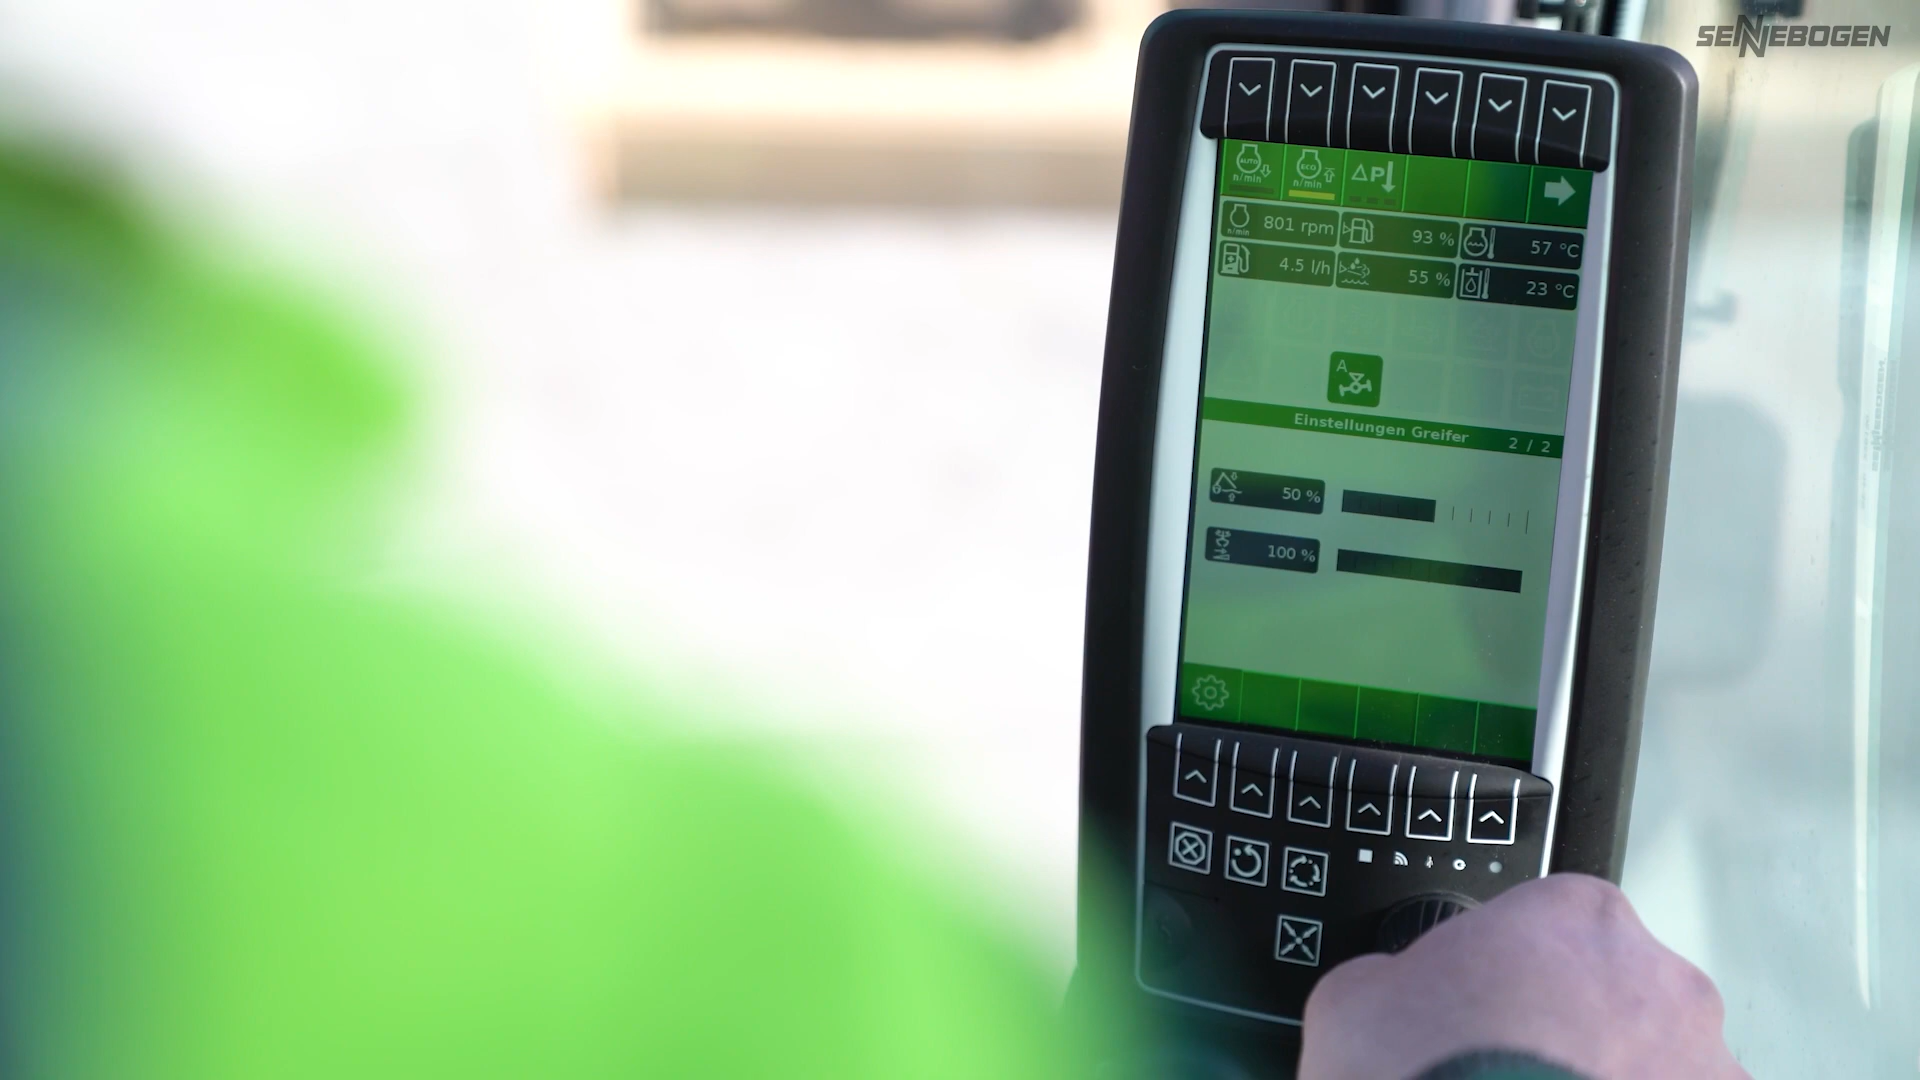 SENNEBOGEN
AUTO
n/min
ECO
n/min
ΔP
n/min
801 rpm
93 %
57 °C
4.5 l/h
55 %
23 °C
A
Einstellungen Greifer 2 / 2
50 %
100 %